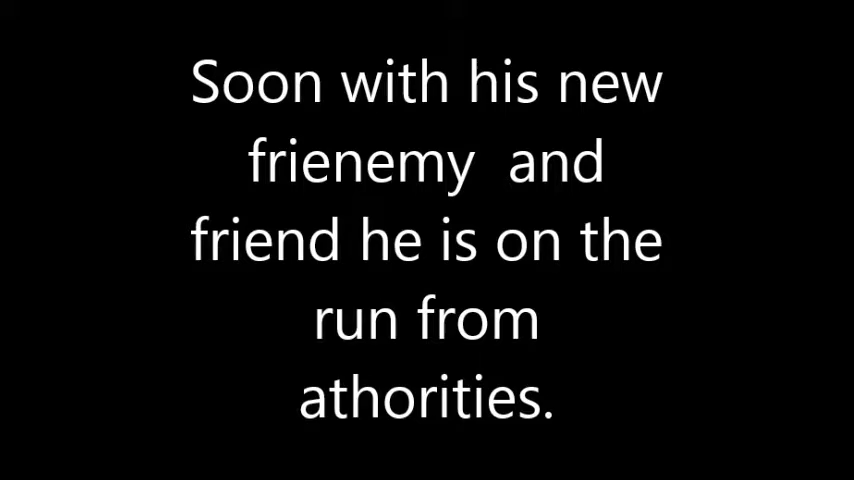 Soon with his new
frienemy  and
friend he is on the
run from
athorities.